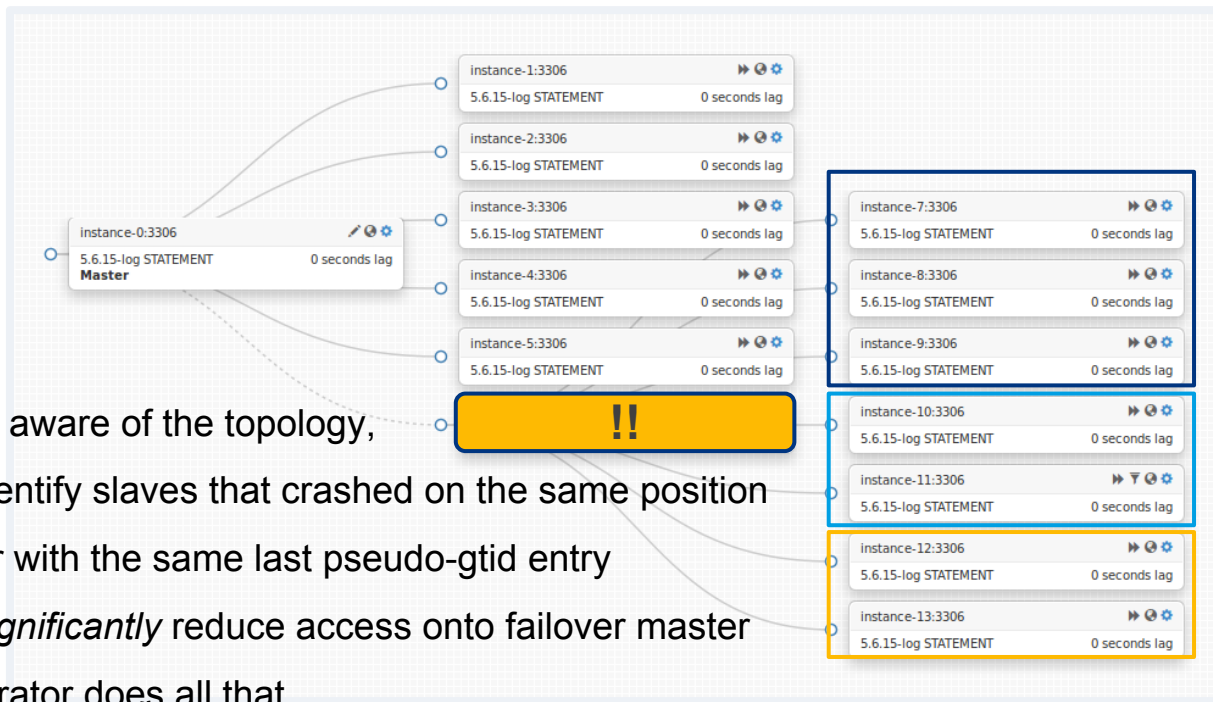 instance-1:3306
5.6.15-log STATEMENT 0 seconds lag
instance-2:3306
5.6.15-log STATEMENT 0 seconds lag
instance-3:3306
5.6.15-log STATEMENT 0 seconds lag
instance-4:3306
5.6.15-log STATEMENT 0 seconds lag
instance-5:3306
5.6.15-log STATEMENT 0 seconds lag
instance-0:3306
5.6.15-log STATEMENT 0 seconds lag
Master
instance-7:3306
5.6.15-log STATEMENT 0 seconds lag
instance-8:3306
5.6.15-log STATEMENT 0 seconds lag
instance-9:3306
5.6.15-log STATEMENT 0 seconds lag
instance-10:3306
5.6.15-log STATEMENT 0 seconds lag
instance-11:3306
5.6.15-log STATEMENT 0 seconds lag
instance-12:3306
5.6.15-log STATEMENT 0 seconds lag
instance-13:3306
5.6.15-log STATEMENT 0 seconds lag
!!
aware of the topology,
entify slaves that crashed on the same position
r with the same last pseudo-gtid entry
gnificantly reduce access onto failover master
rator does all that